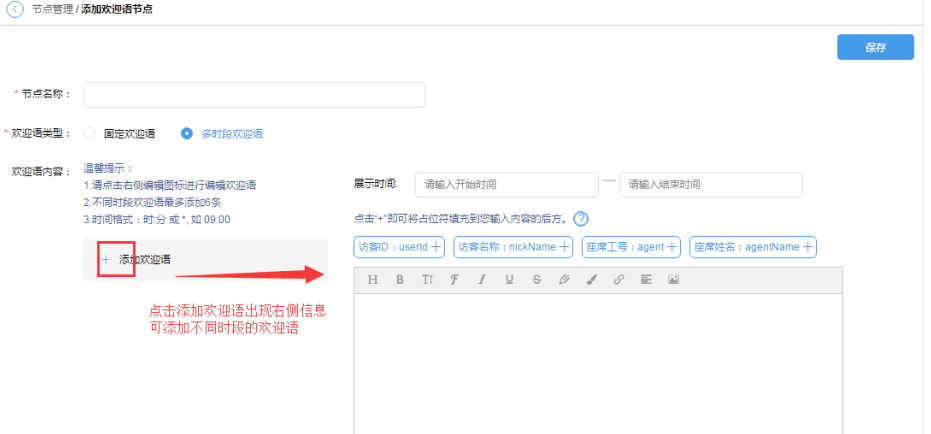 节点管理 / 添加欢迎语节点
保存
* 节点名称：
* 欢迎语类型： 固定欢迎语 多时段欢迎语
欢迎语内容： 温馨提示：
1.请点击右侧编辑图标进行编辑欢迎语
2.不同时段欢迎语最多添加6条
3.时间格式：时:分 或 *, 如 09:00
+ 添加欢迎语
点击添加欢迎语出现右侧信息
可添加不同时段的欢迎语
展示时间: 请输入开始时间 — 请输入结束时间
点击"+"即可将占位符填充到您输入内容的后方。 ?
访客ID：userId + 访客名称：nickName + 座席工号：agent + 座席姓名：agentName +
H B TI F I U S